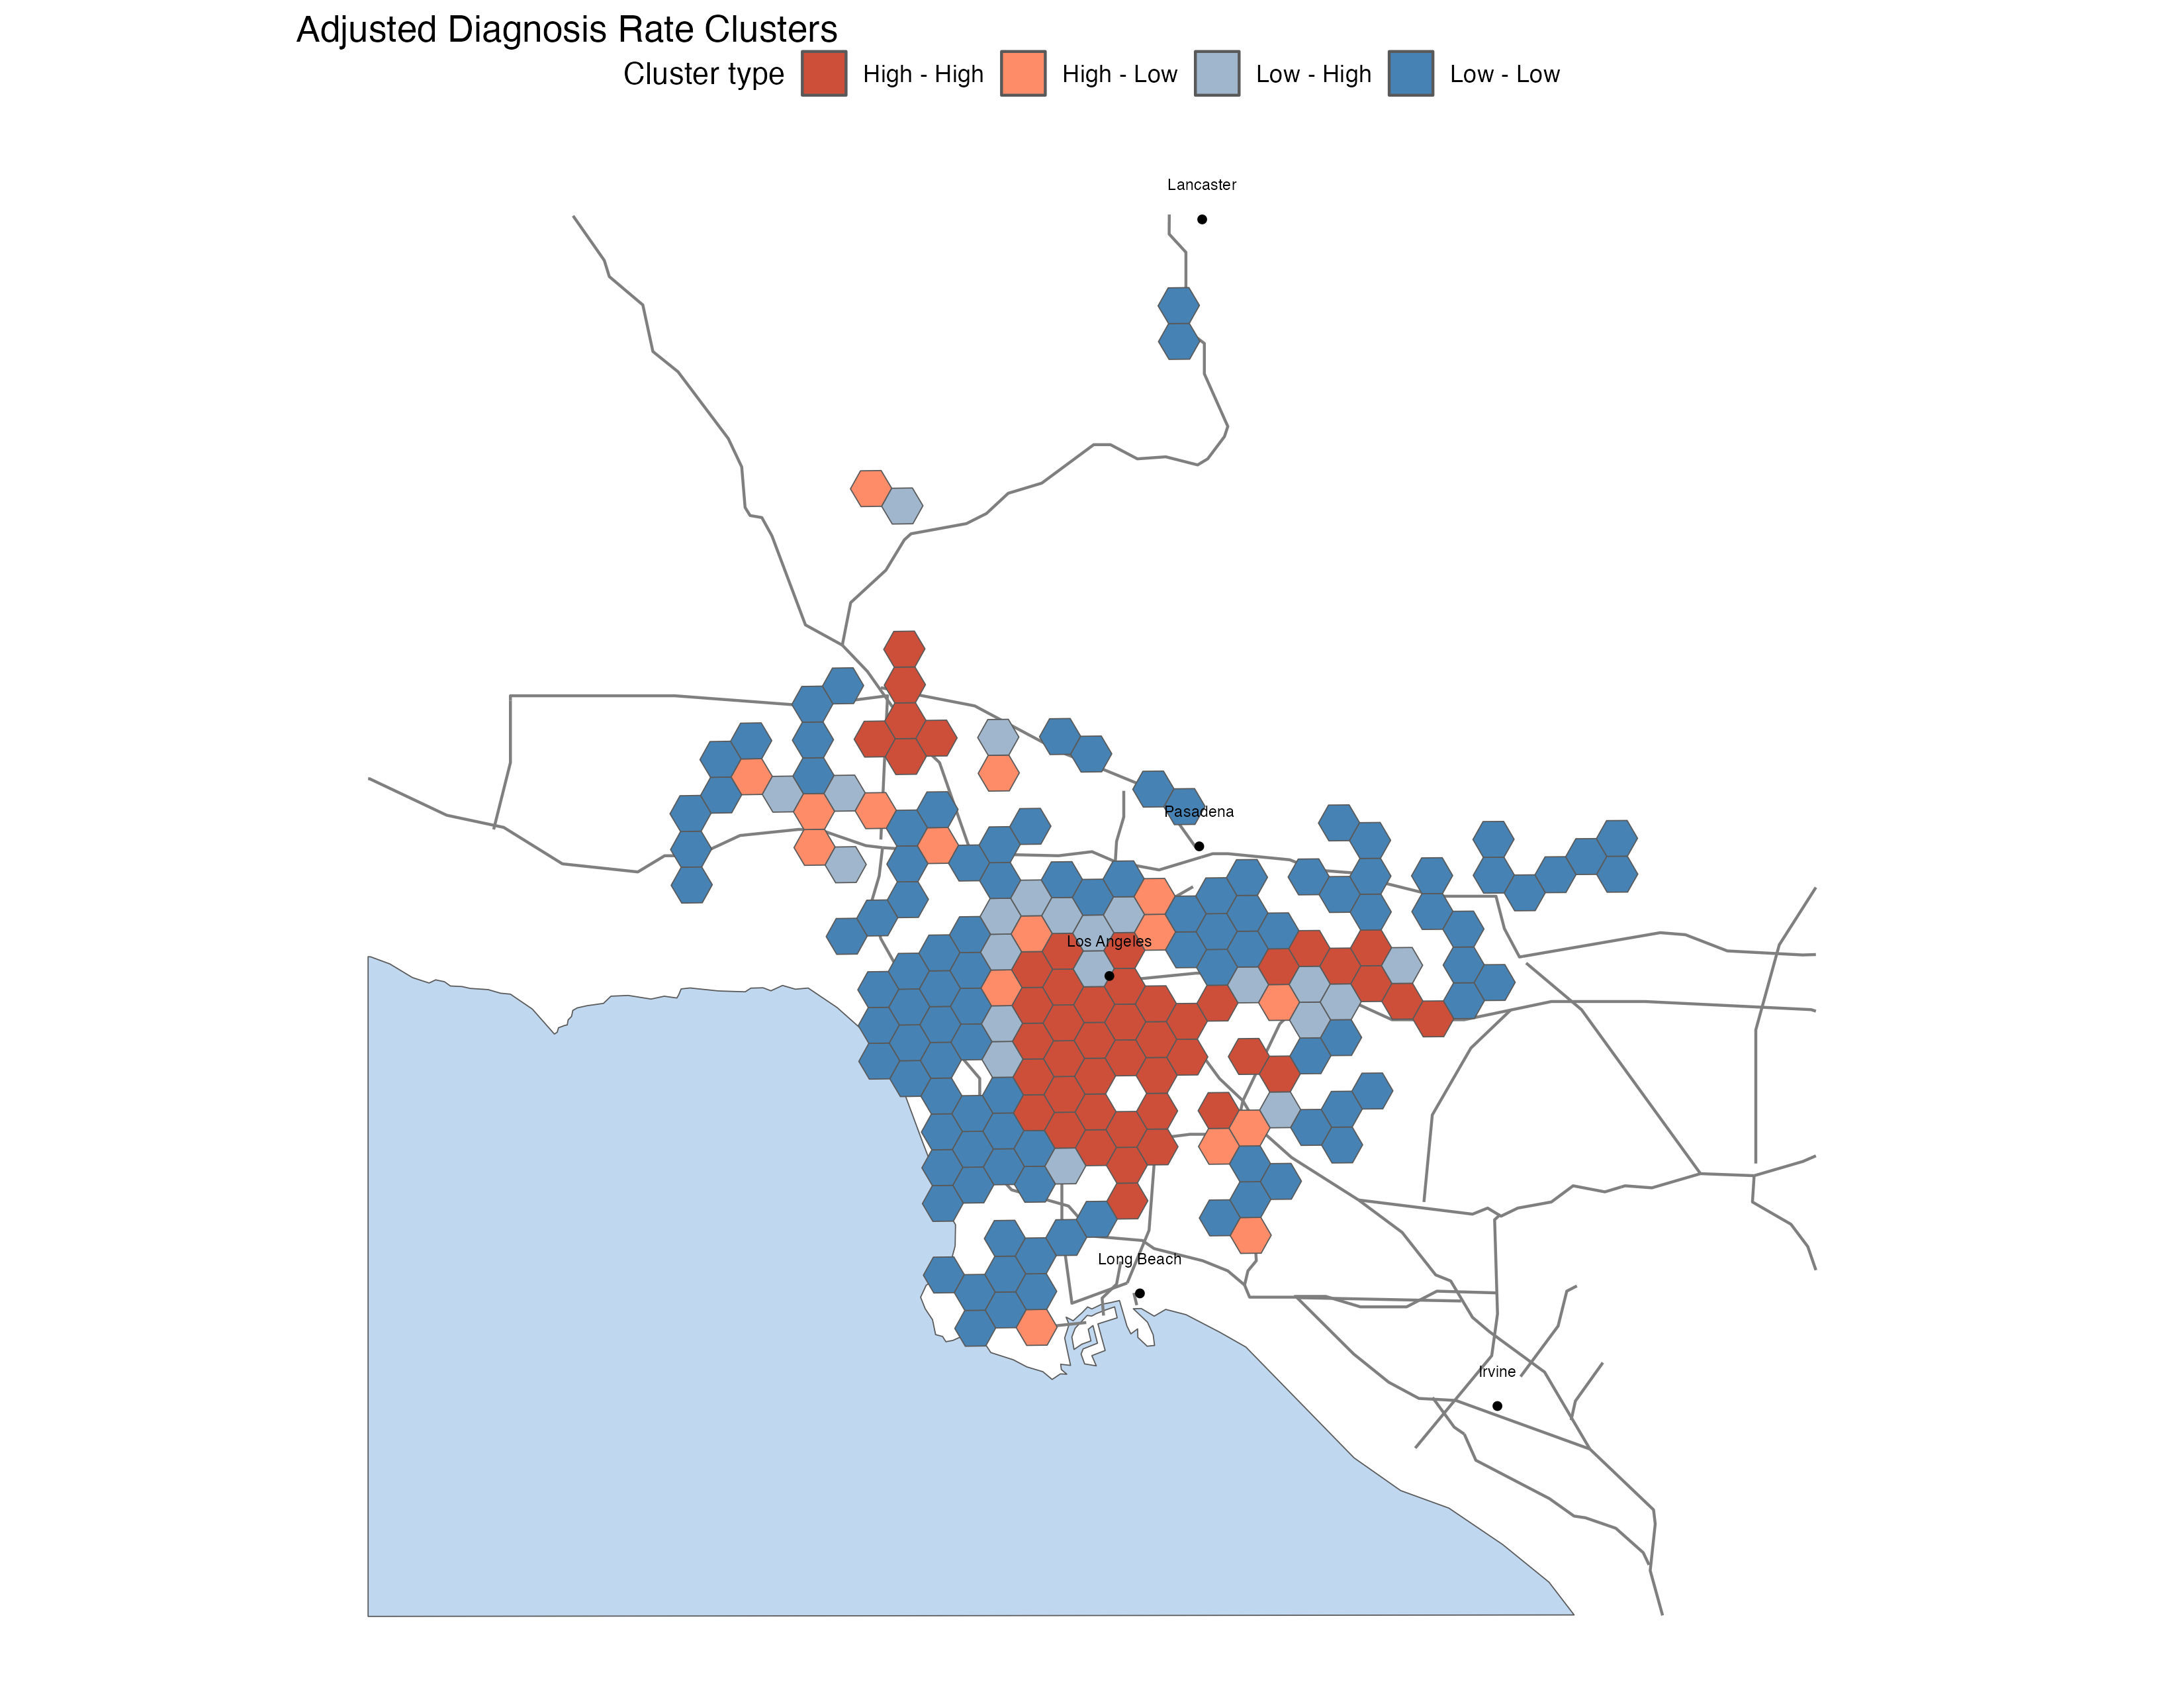 Adjusted Diagnosis Rate Clusters
Cluster type High - High High - Low Low - High Low - Low
Lancaster
Pasadena
Los Angeles
Long Beach
Irvine